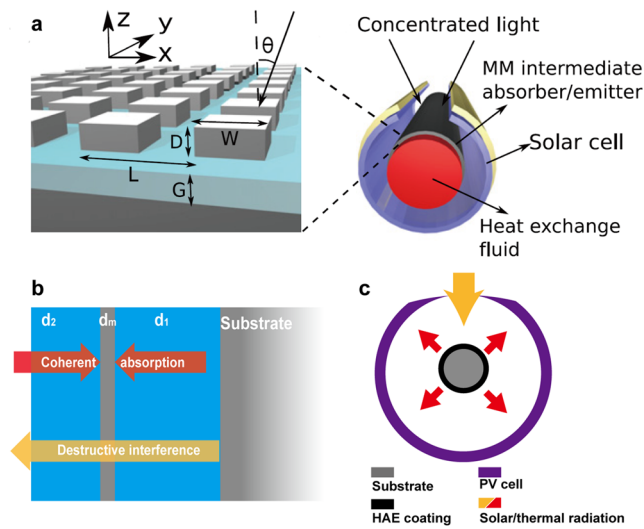 a
z
y
x
θ
D
W
L
G
Concentrated light
MM intermediate
absorber/emitter
Solar cell
Heat exchange
fluid
b
d2
dm
d1
Substrate
Coherent
absorption
Destructive interference
c
Substrate
PV cell
HAE coating
Solar/thermal radiation